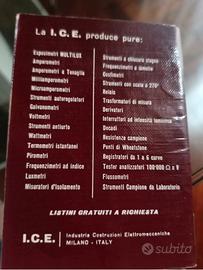 La I.C.E. produce pure:
Esposimetri MULTILUX
Amperometri
Amperometri a Tenaglia
Milliamperometri
Microamperometri
Strumenti autoregolatori
Galvanometri
Voltmetri
Strumenti antiurto
Wattmetri
Termometri istantanei
Pirometri
Frequenziometri ad indice
Luxmetri
Misuratori d'Isolamento
Strumenti a chiusura stagna
Frequenzimetri a lamelle
Cosfimetri
Strumenti con scala a 270°
Relais
Trasformatori di misura
Derivatori
Interruttori ad intensità luminosa
Decadi
Resistenze campione
Ponti di Wheatstone
Registratori da 1 a 6 curve
Tester analizzatori 100'000 Ω x V
Flussometri
Strumenti Campione da Laboratorio
LISTINI GRATUITI A RICHIESTA
I.C.E.
Industria Costruzioni Elettromeccaniche
MILANO - ITALY
subito